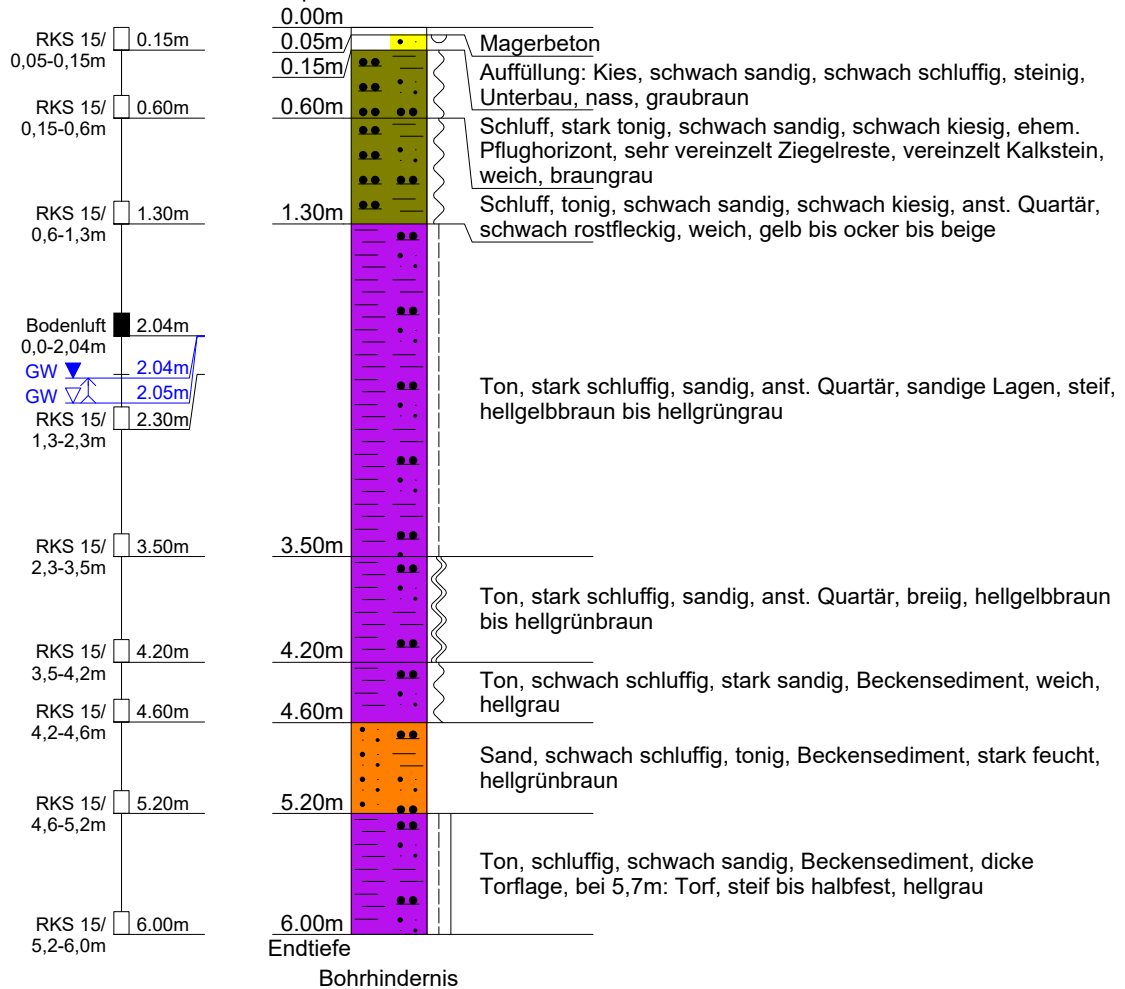 RKS 15/ 0.15m
0,05-0,15m
RKS 15/ 0.60m
0,15-0,6m
RKS 15/ 1.30m
0,6-1,3m
Bodenluft 2.04m
0,0-2,04m
GW 2.04m
GW 2.05m
RKS 15/ 2.30m
1,3-2,3m
RKS 15/ 3.50m
2,3-3,5m
RKS 15/ 4.20m
3,5-4,2m
RKS 15/ 4.60m
4,2-4,6m
RKS 15/ 5.20m
4,6-5,2m
RKS 15/ 6.00m
5,2-6,0m
0.00m
0.05m
0.15m
0.60m
1.30m
3.50m
4.20m
4.60m
5.20m
6.00m
Endtiefe
Bohrhindernis
Magerbeton
Auffüllung: Kies, schwach sandig, schwach schluffig, steinig,
Unterbau, nass, graubraun
Schluff, stark tonig, schwach sandig, schwach kiesig, ehem.
Pflughorizont, sehr vereinzelt Ziegelreste, vereinzelt Kalkstein,
weich, braungrau
Schluff, tonig, schwach sandig, schwach kiesig, anst. Quartär,
schwach rostfleckig, weich, gelb bis ocker bis beige
Ton, stark schluffig, sandig, anst. Quartär, sandige Lagen, steif,
hellgelbbraun bis hellgrüngrau
Ton, stark schluffig, sandig, anst. Quartär, breiig, hellgelbbraun
bis hellgrünbraun
Ton, schwach schluffig, stark sandig, Beckensediment, weich,
hellgrau
Sand, schwach schluffig, tonig, Beckensediment, stark feucht,
hellgrünbraun
Ton, schluffig, schwach sandig, Beckensediment, dicke
Torflage, bei 5,7m: Torf, steif bis halbfest, hellgrau